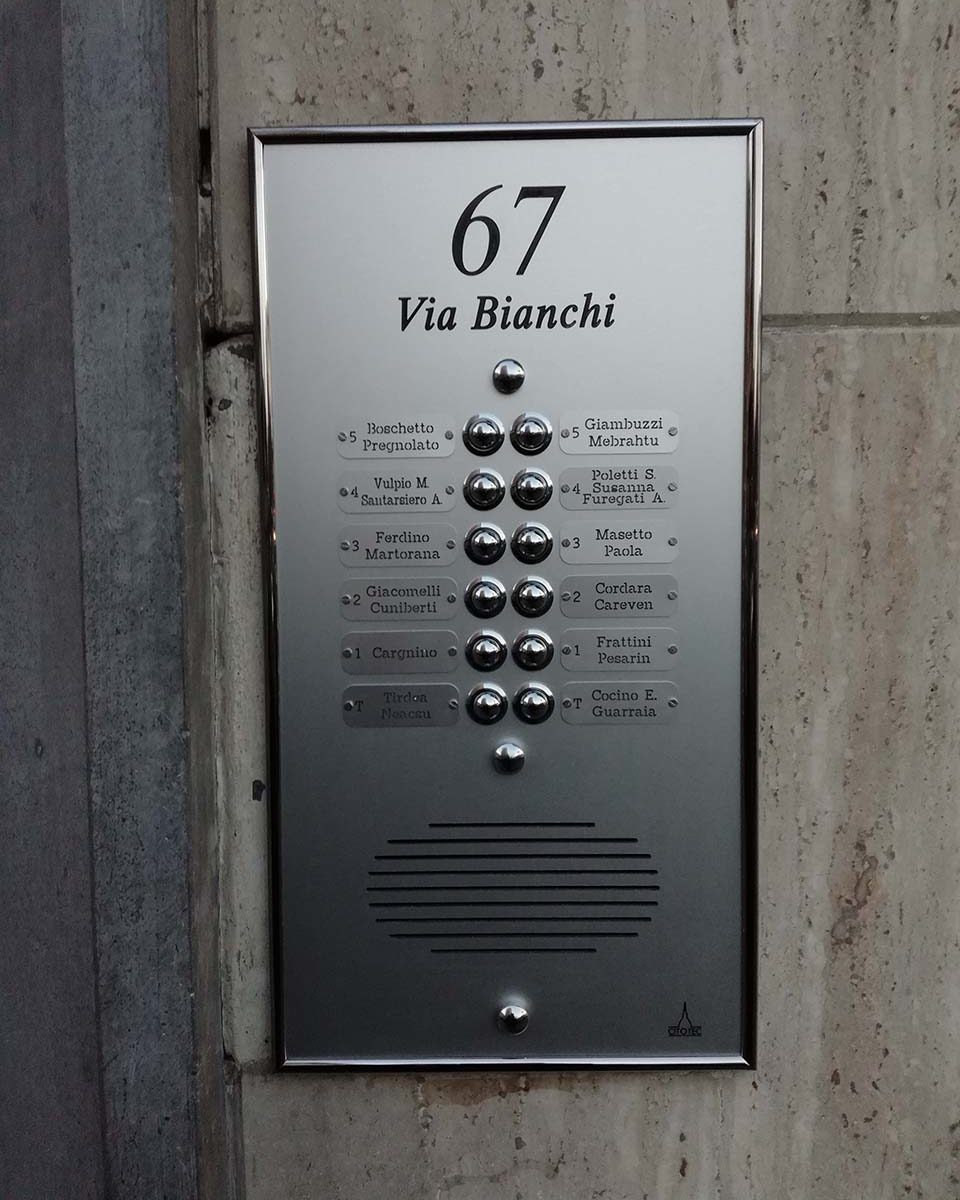 67
Via Bianchi
5 Boschetto
Pregnolato
5 Giambuzzi
Mebrahtu
4 Vulpio M.
Santarsiero A.
4 Poletti S.
Susanna
Furegati A.
3 Ferdino
Martorana
3 Masetto
Paola
2 Giacomelli
Cuniberti
2 Cordara
Careven
1 Cargnino
1 Frattini
Pesarin
T Tirdea
Neacsu
T Cocino E.
Guarraia
CITOTEC